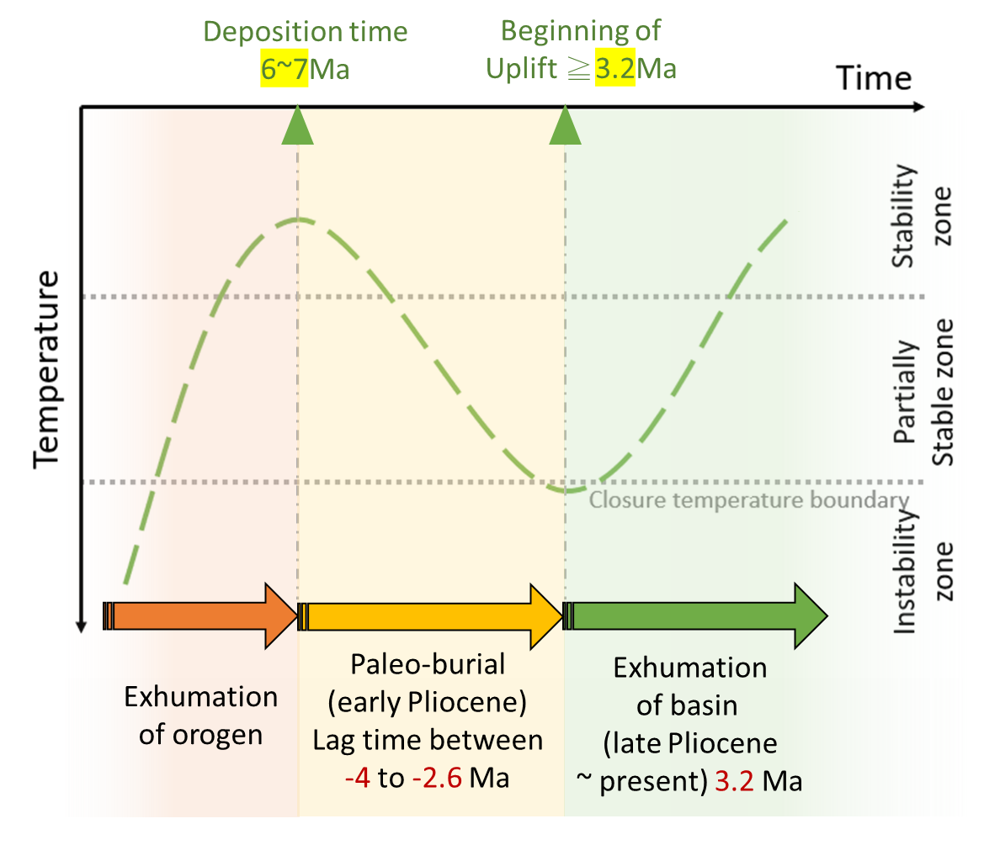 Deposition time
6~7Ma
Beginning of
Uplift ≧3.2Ma
Time
Temperature
Stability
zone
Partially
Stable zone
Closure temperature boundary
Instability
zone
Exhumation
of orogen
Paleo-burial
(early Pliocene)
Lag time between
-4 to -2.6 Ma
Exhumation
of basin
(late Pliocene
~ present) 3.2 Ma